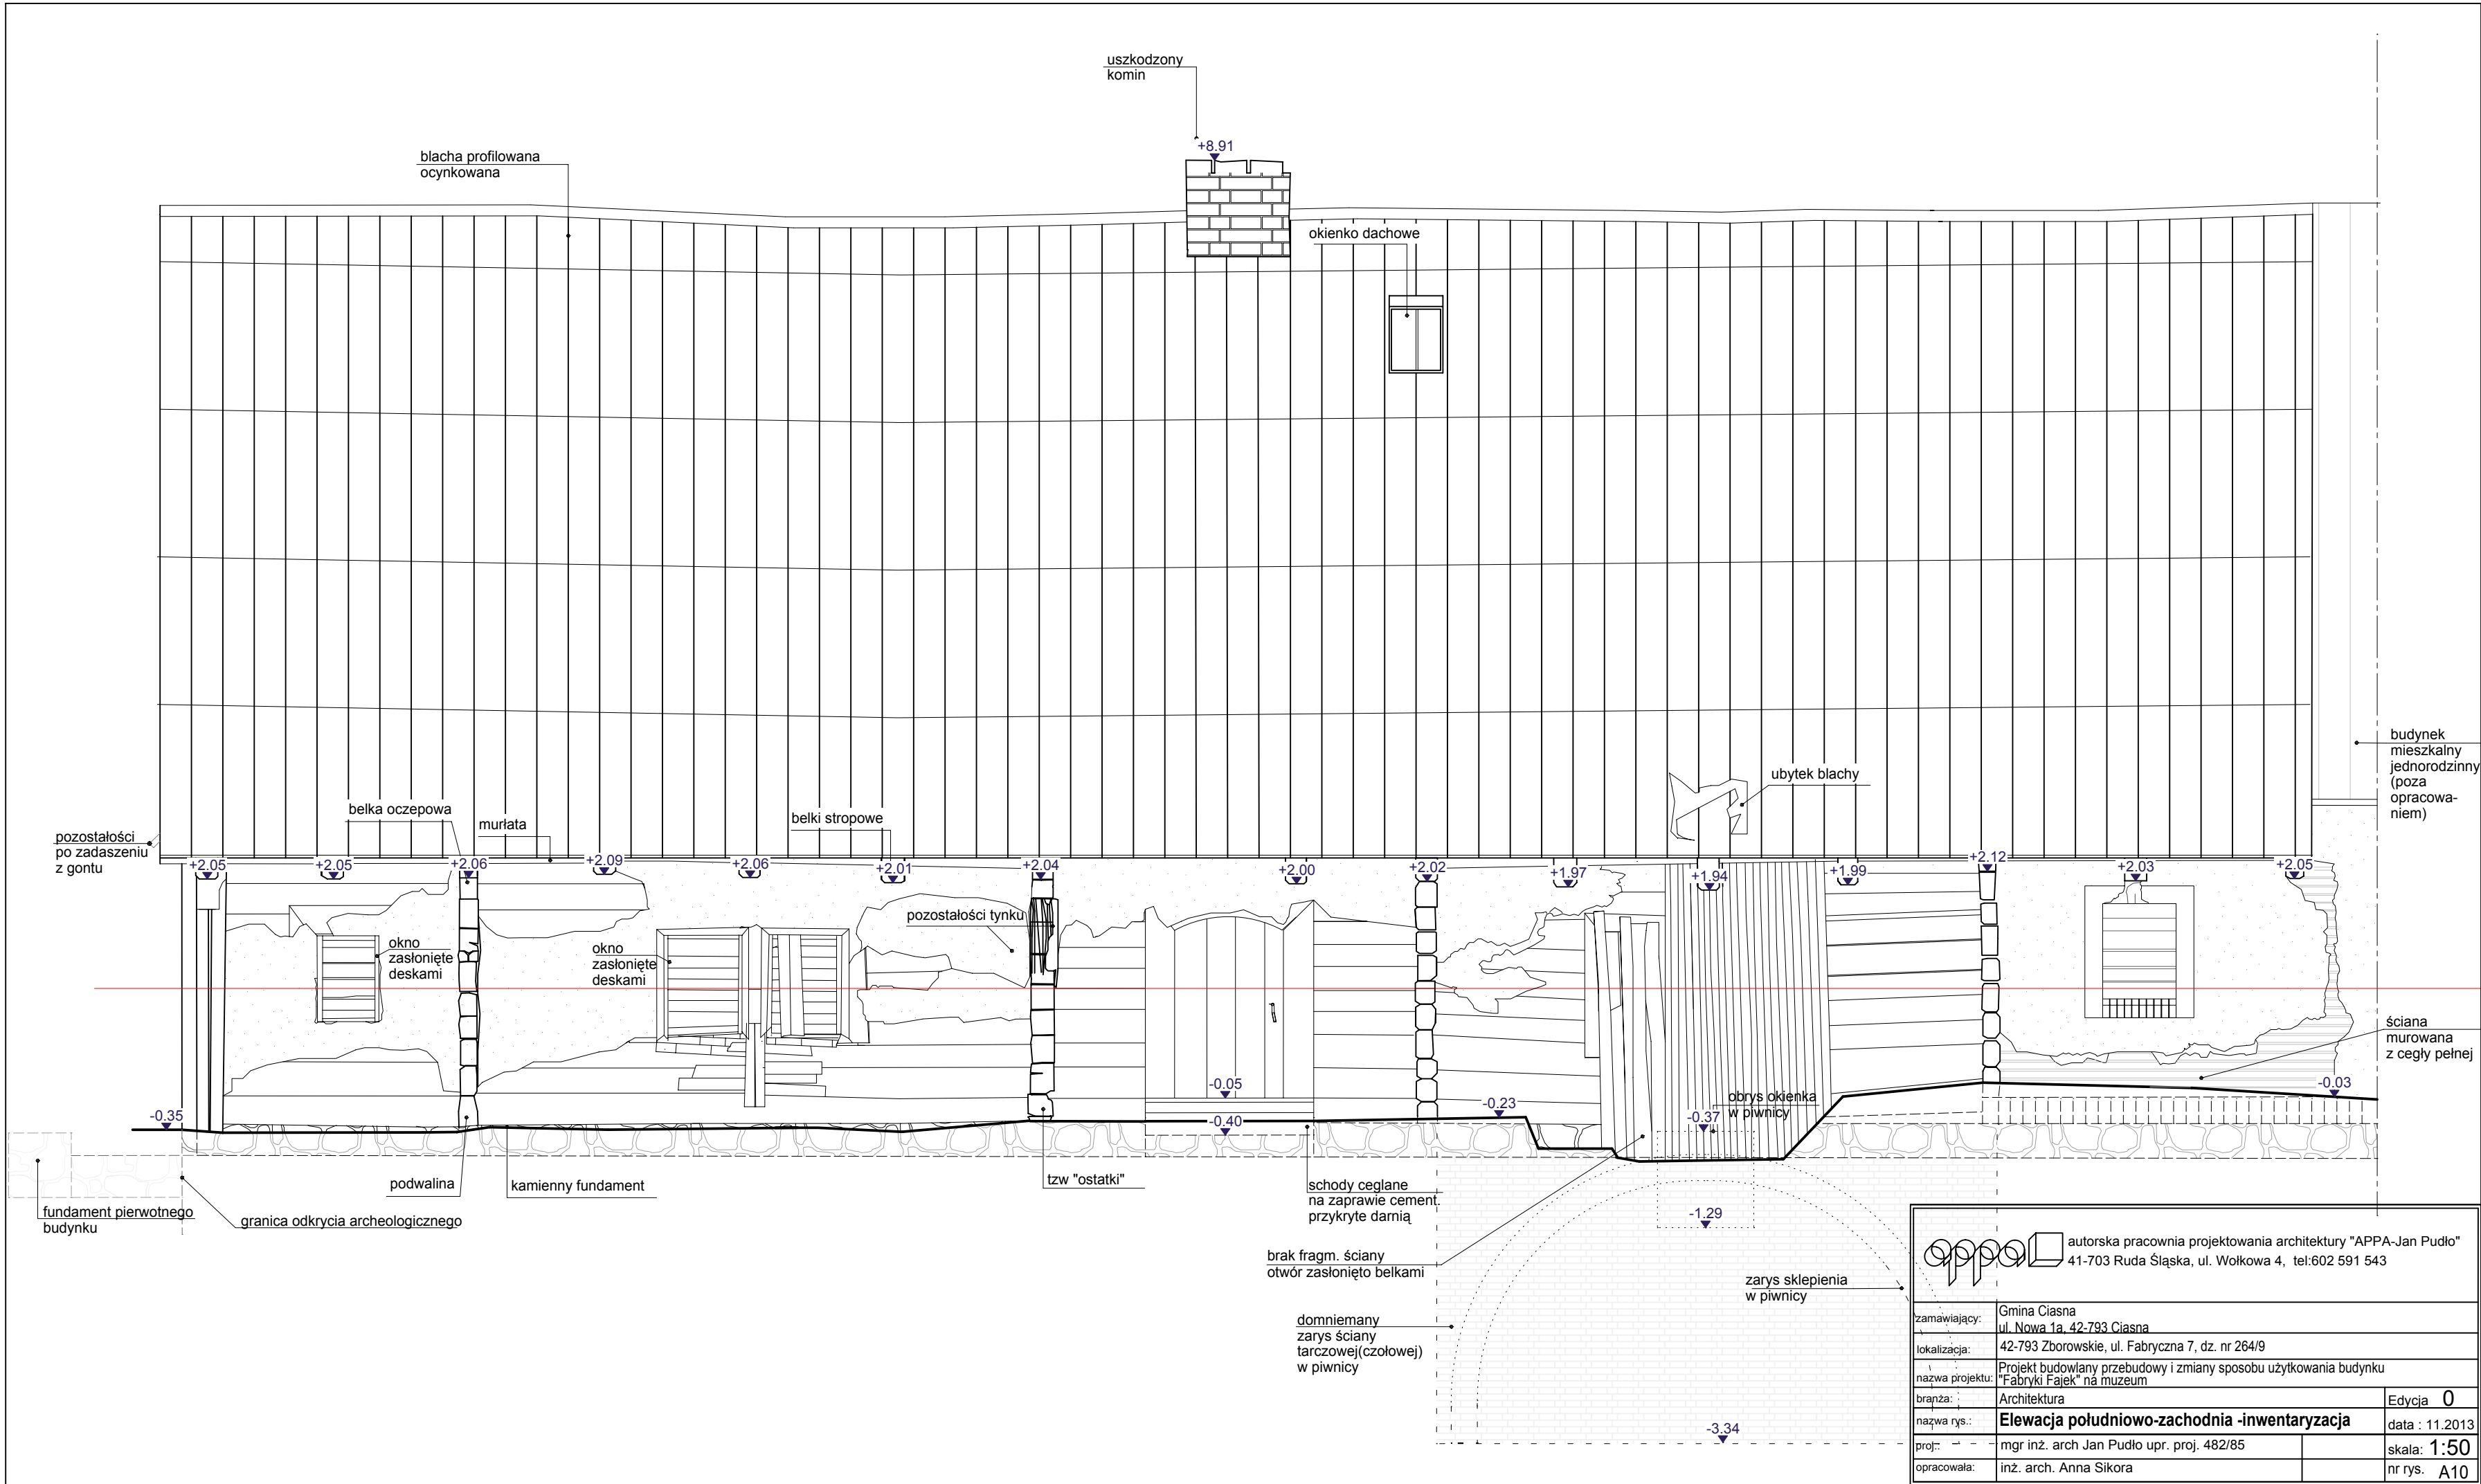 uszkodzony
komin
+8.91
blacha profilowana
ocynkowana
okienko dachowe
budynek
mieszkalny
jednorodzinny
(poza
opracowa-
niem)
ubytek blachy
belka oczepowa
murłata
belki stropowe
pozostałości
po zadaszeniu
z gontu
+2.05
+2.05
+2.06
+2.09
+2.06
+2.01
+2.04
+2.00
+2.02
+1.97
+1.94
+1.99
+2.12
+2.03
+2.05
pozostałości tynku
okno
zasłonięte
deskami
okno
zasłonięte
deskami
ściana
murowana
z cegły pełnej
-0.35
-0.05
-0.40
-0.23
obrys okienka
w piwnicy
-0.37
-0.03
podwalina
kamienny fundament
tzw "ostatki"
schody ceglane
na zaprawie cement.
przykryte darnią
fundament pierwotnego
budynku
granica odkrycia archeologicznego
-1.29
brak fragm. ściany
otwór zasłonięto belkami
zarys sklepienia
w piwnicy
domniemany
zarys ściany
tarczowej(czołowej)
w piwnicy
-3.34
appa
autorska pracownia projektowania architektury "APPA-Jan Pudło"
41-703 Ruda Śląska, ul. Wołkowa 4, tel:602 591 543
zamawiający: Gmina Ciasna
ul. Nowa 1a, 42-793 Ciasna
lokalizacja: 42-793 Zborowskie, ul. Fabryczna 7, dz. nr 264/9
nazwa projektu: Projekt budowlany przebudowy i zmiany sposobu użytkowania budynku
"Fabryki Fajek" na muzeum
branża: Architektura Edycja 0
nazwa rys.: Elewacja południowo-zachodnia -inwentaryzacja data : 11.2013
proj.: mgr inż. arch Jan Pudło upr. proj. 482/85 skala: 1:50
opracowała: inż. arch. Anna Sikora nr rys. A10